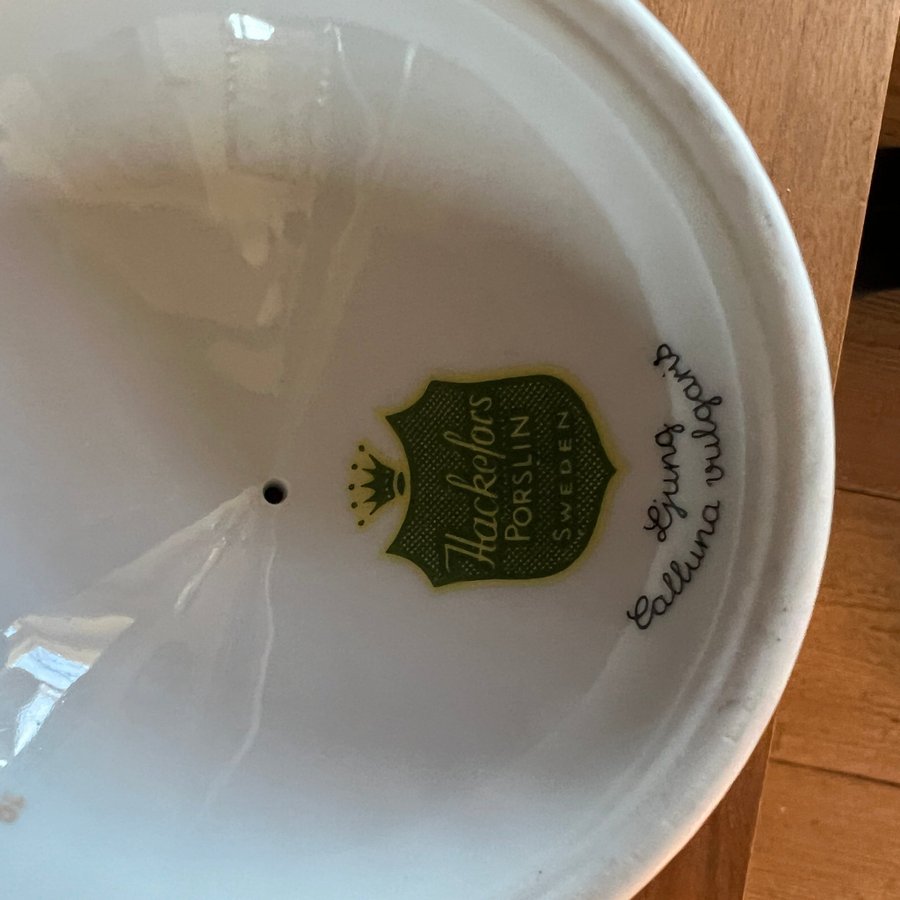 Hackefors
PORSLIN
SWEDEN
Ljung
Calluna vulgaris